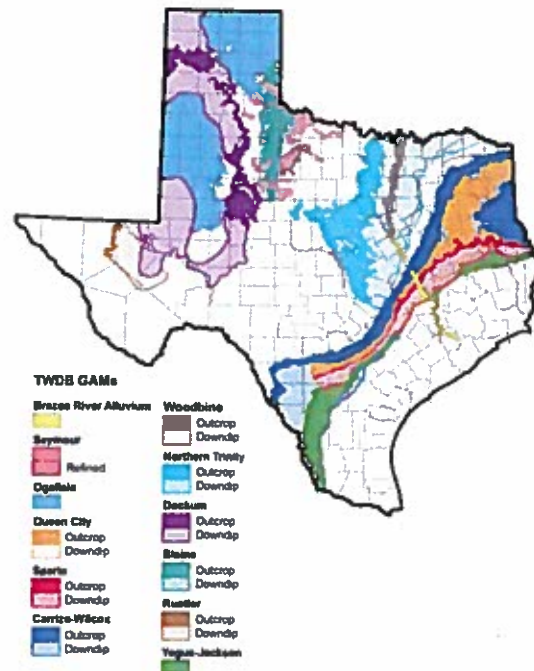 TWDB GAMs
Brazos River Alluvium
Seymour
Refined
Ogallala
Queen City
Outcrop
Downdip
Sparta
Outcrop
Downdip
Carrizo-Wilcox
Outcrop
Downdip
Woodbine
Outcrop
Downdip
Northern Trinity
Outcrop
Downdip
Dockum
Outcrop
Downdip
Blaine
Outcrop
Downdip
Rustler
Outcrop
Downdip
Yegua-Jackson